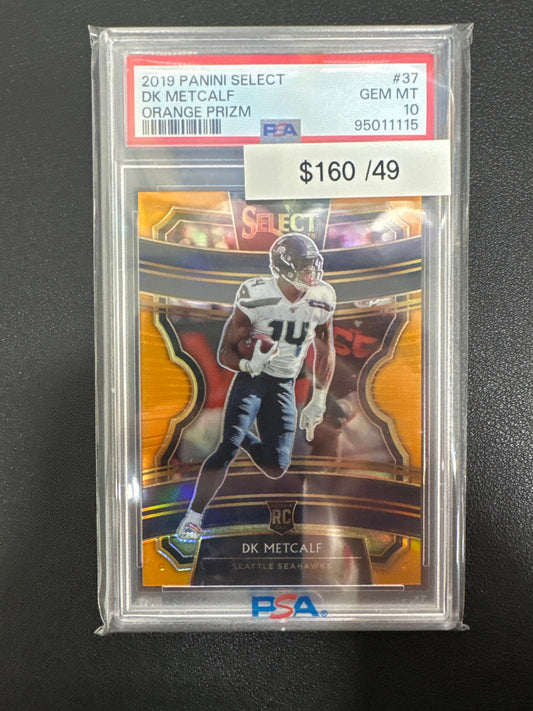 2019 PANINI SELECT #37
DK METCALF GEM MT
ORANGE PRIZM 10
PSA 95011115
$160 /49
SELECT
14
14
RC
DK METCALF
SEATTLE SEAHAWKS
PSA